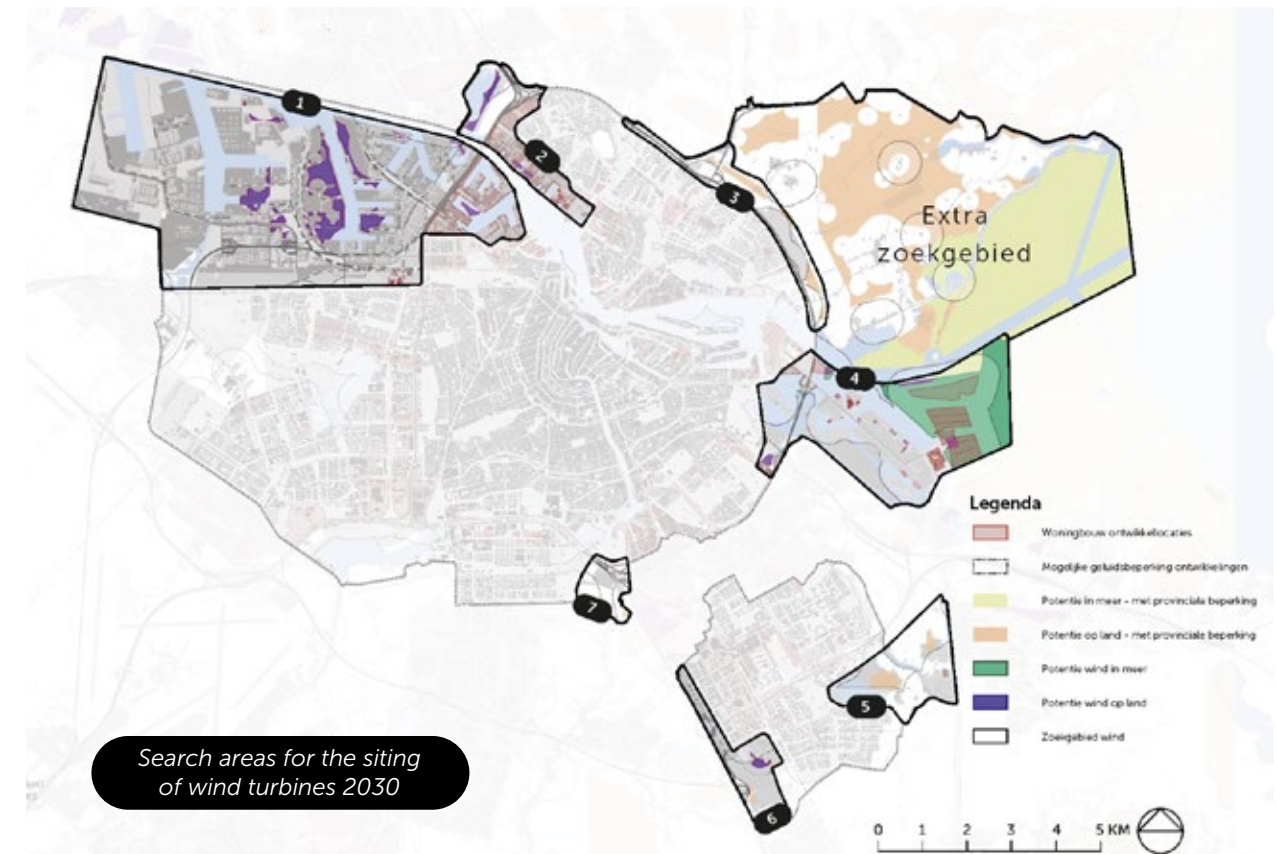 1
2
3
Extra
zoekgebied
4
Legenda
Woningbouw ontwikkellocaties
Mogelijke geluidsbeperking ontwikkelingen
Potentie in meer - met provinciale beperking
Potentie op land - met provinciale beperking
Potentie wind in meer
Potentie wind op land
Zoekgebied wind
7
5
6
Search areas for the siting
of wind turbines 2030
0 1 2 3 4 5 KM